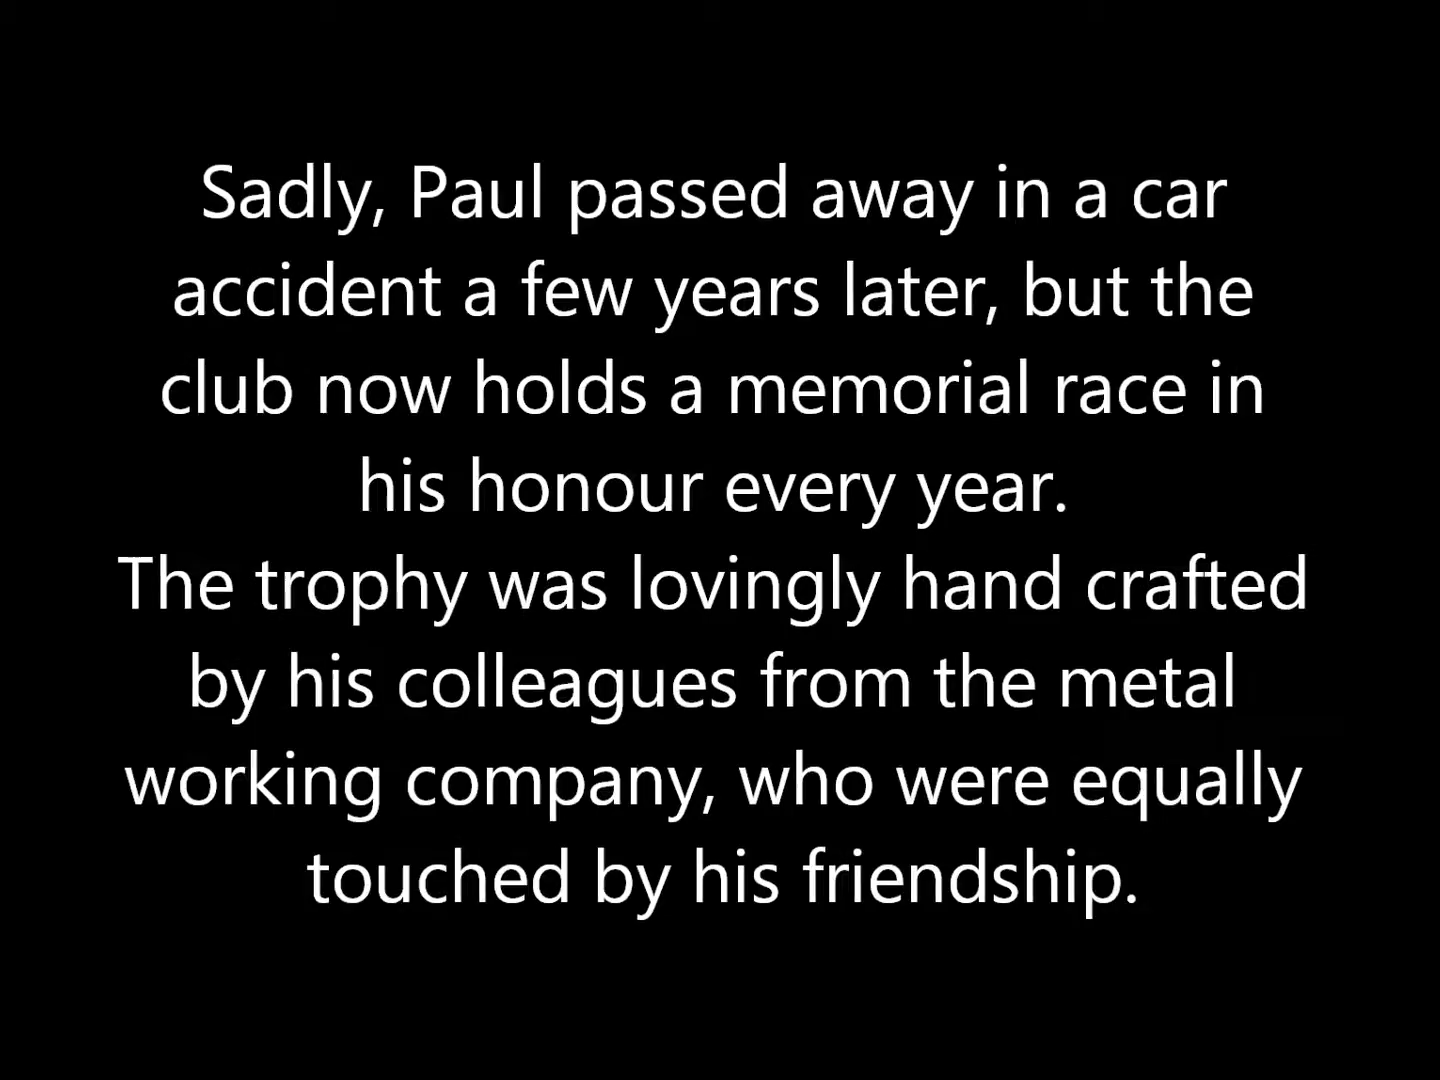 Sadly, Paul passed away in a car
accident a few years later, but the
club now holds a memorial race in
his honour every year.
The trophy was lovingly hand crafted
by his colleagues from the metal
working company, who were equally
touched by his friendship.